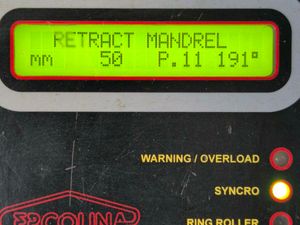 RETRACT MANDREL
mm 50 P.11 191°
WARNING / OVERLOAD
SYNCRO
ERCOLINA
RING ROLLER